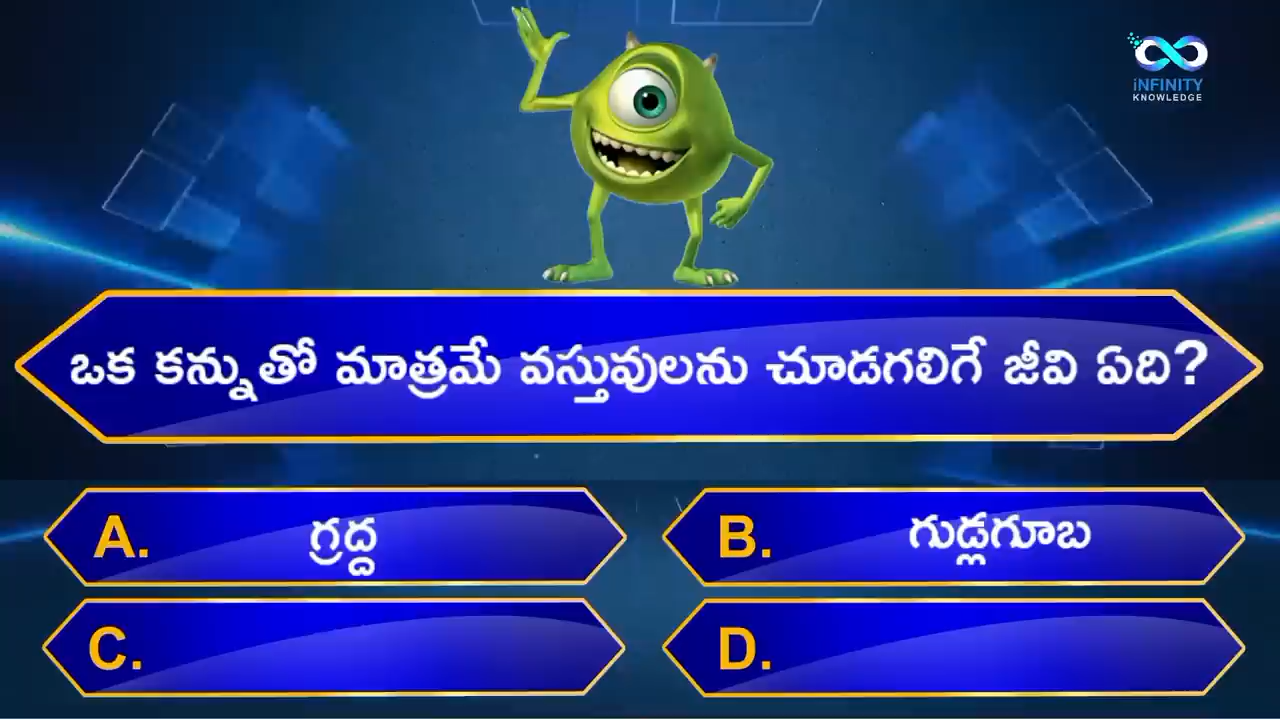 iNFINITY
KNOWLEDGE
ఒక కన్నుతో మాత్రమే వస్తువులను చూడగలిగే జీవి ఏది?
A. గ్రద్ద
B. గుడ్లగూబ
C.
D.